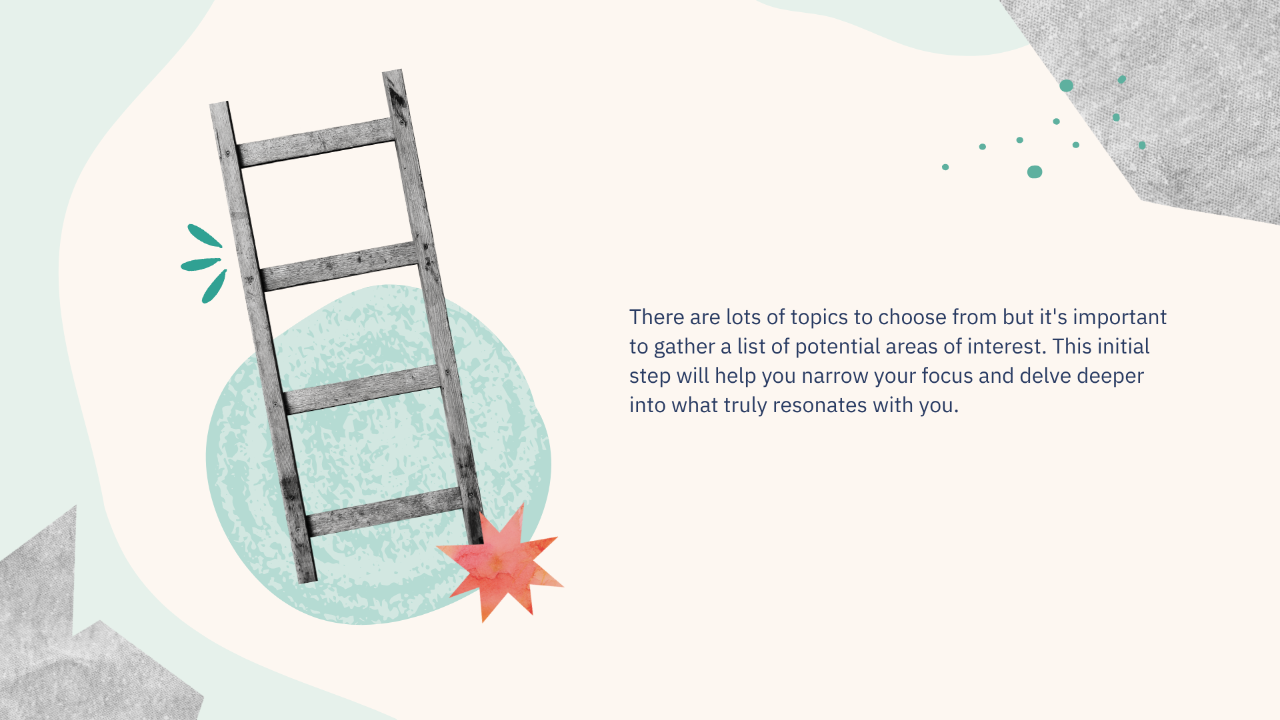 There are lots of topics to choose from but it's important
to gather a list of potential areas of interest. This initial
step will help you narrow your focus and delve deeper
into what truly resonates with you.